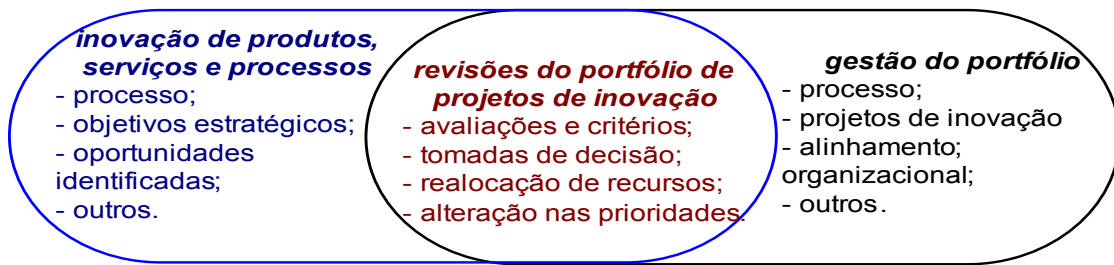 inovação de produtos,
serviços e processos
- processo;
- objetivos estratégicos;
- oportunidades
identificadas;
- outros.
revisões do portfólio de
projetos de inovação
- avaliações e critérios;
- tomadas de decisão;
- realocação de recursos;
- alteração nas prioridades.
gestão do portfólio
- processo;
- projetos de inovação
- alinhamento;
organizacional;
- outros.